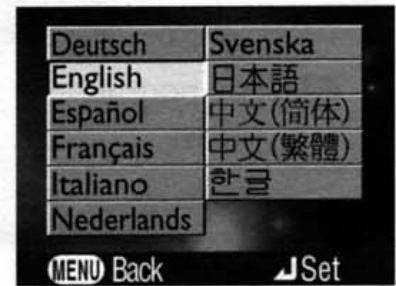 Deutsch Svenska
English 日本語
Español 中文(简体)
Français 中文(繁體)
Italiano 한글
Nederlands
MENU Back Set